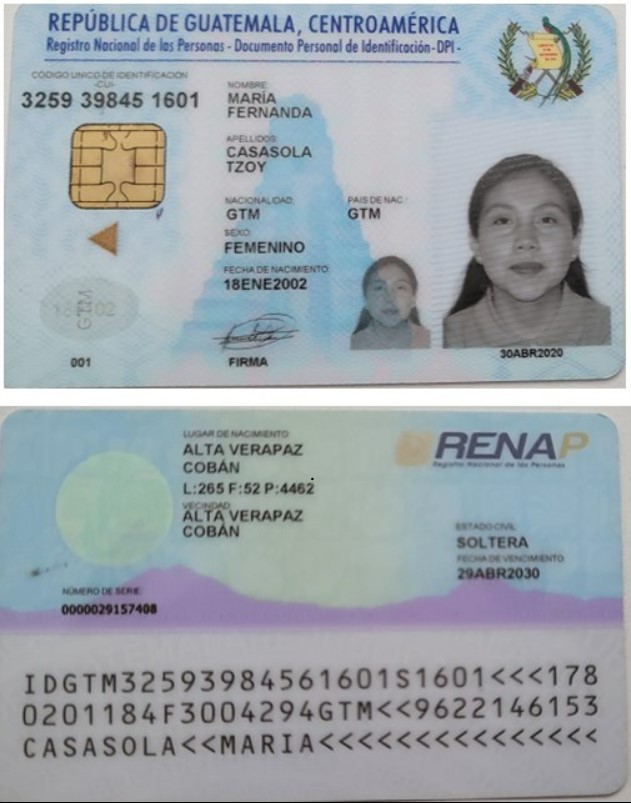 REPÚBLICA DE GUATEMALA, CENTROAMÉRICA
Registro Nacional de las Personas - Documento Personal de Identificación - DPI -
CÓDIGO ÚNICO DE IDENTIFICACIÓN
-CUI-
3259 39845 1601
NOMBRE:
MARÍA
FERNANDA
APELLIDOS:
CASASOLA
TZOY
NACIONALIDAD: PAIS DE NAC.:
GTM GTM
SEXO:
FEMENINO
FECHA DE NACIMIENTO:
18ENE2002
GTM
001
FIRMA
30ABR2020
LUGAR DE NACIMIENTO:
ALTA VERAPAZ
COBÁN
L:265 F:52 P:4462
VECINDAD:
ALTA VERAPAZ
COBÁN
RENAP
Registro Nacional de las Personas
ESTADO CIVIL
SOLTERA
FECHA DE VENCIMIENTO:
29ABR2030
NÚMERO DE SERIE:
0000029157408
IDGTM32593984561601S1601<<<178
0201184F3004294GTM<<9622146153
CASASOLA<<MARIA<<<<<<<<<<<<<<<